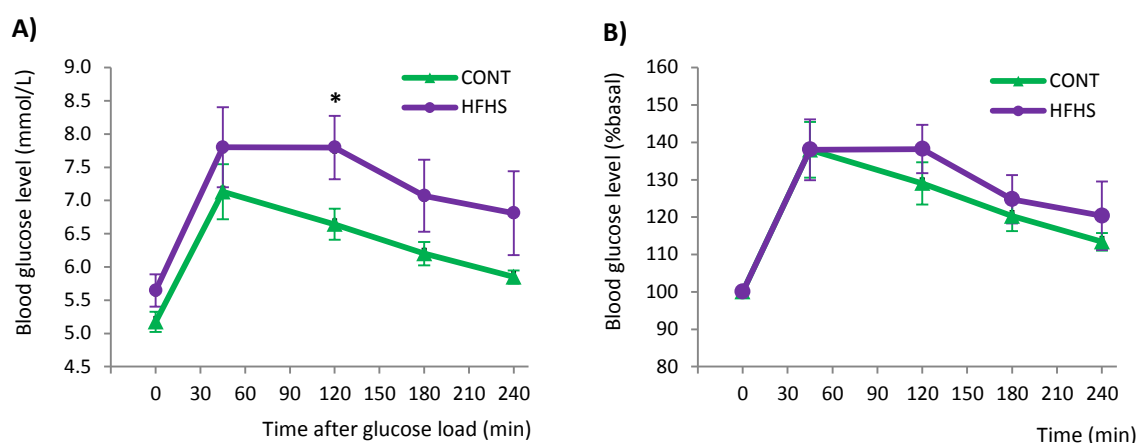 A)
Blood glucose level (mmol/L)
9.0
8.5
8.0
7.5
7.0
6.5
6.0
5.5
5.0
4.5
CONT
HFHS
*
0 30 60 90 120 150 180 210 240
Time after glucose load (min)
B)
Blood glucose level (%basal)
160
150
140
130
120
110
100
90
80
CONT
HFHS
0 30 60 90 120 150 180 210 240
Time (min)